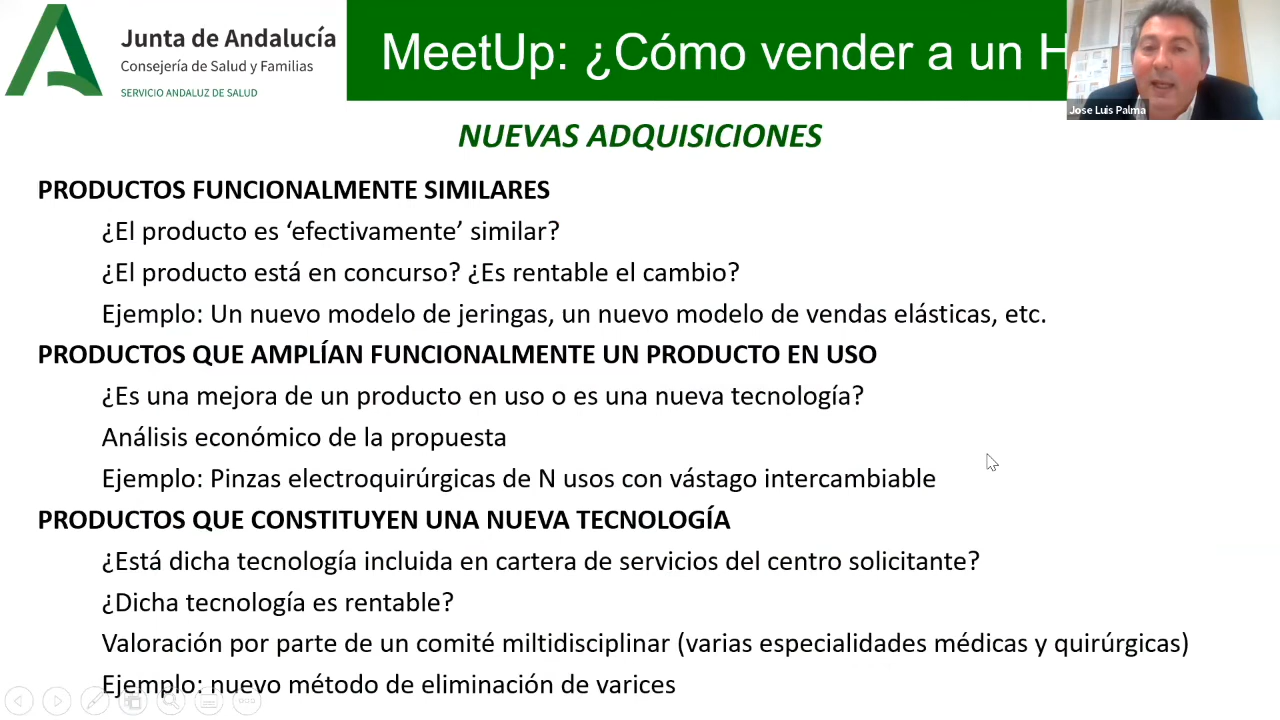 Junta de Andalucía
Consejería de Salud y Familias
SERVICIO ANDALUZ DE SALUD
MeetUp: ¿Cómo vender a un H
Jose Luis Palma
NUEVAS ADQUISICIONES
PRODUCTOS FUNCIONALMENTE SIMILARES
¿El producto es ‘efectivamente’ similar?
¿El producto está en concurso? ¿Es rentable el cambio?
Ejemplo: Un nuevo modelo de jeringas, un nuevo modelo de vendas elásticas, etc.
PRODUCTOS QUE AMPLÍAN FUNCIONALMENTE UN PRODUCTO EN USO
¿Es una mejora de un producto en uso o es una nueva tecnología?
Análisis económico de la propuesta
Ejemplo: Pinzas electroquirúrgicas de N usos con vástago intercambiable
PRODUCTOS QUE CONSTITUYEN UNA NUEVA TECNOLOGÍA
¿Está dicha tecnología incluida en cartera de servicios del centro solicitante?
¿Dicha tecnología es rentable?
Valoración por parte de un comité miltidisciplinar (varias especialidades médicas y quirúrgicas)
Ejemplo: nuevo método de eliminación de varices